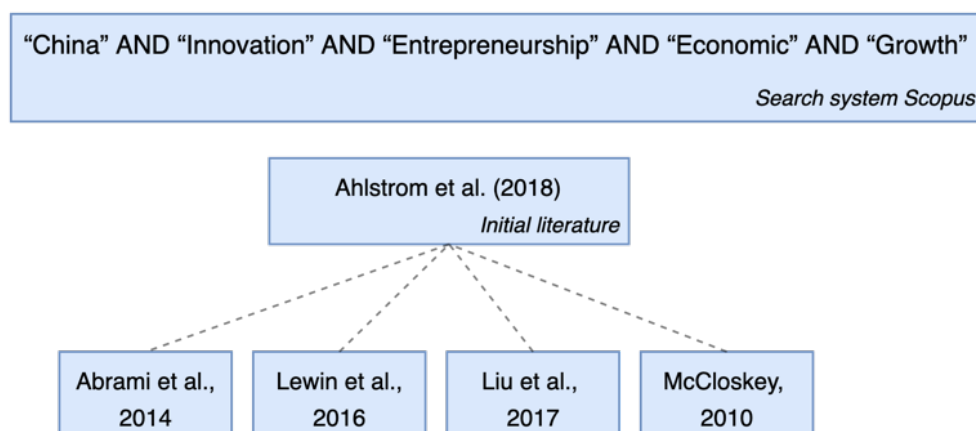 “China” AND “Innovation” AND “Entrepreneurship” AND “Economic” AND “Growth”
Search system Scopus
Ahlstrom et al. (2018)
Initial literature
Abrami et al.,
2014
Lewin et al.,
2016
Liu et al.,
2017
McCloskey,
2010